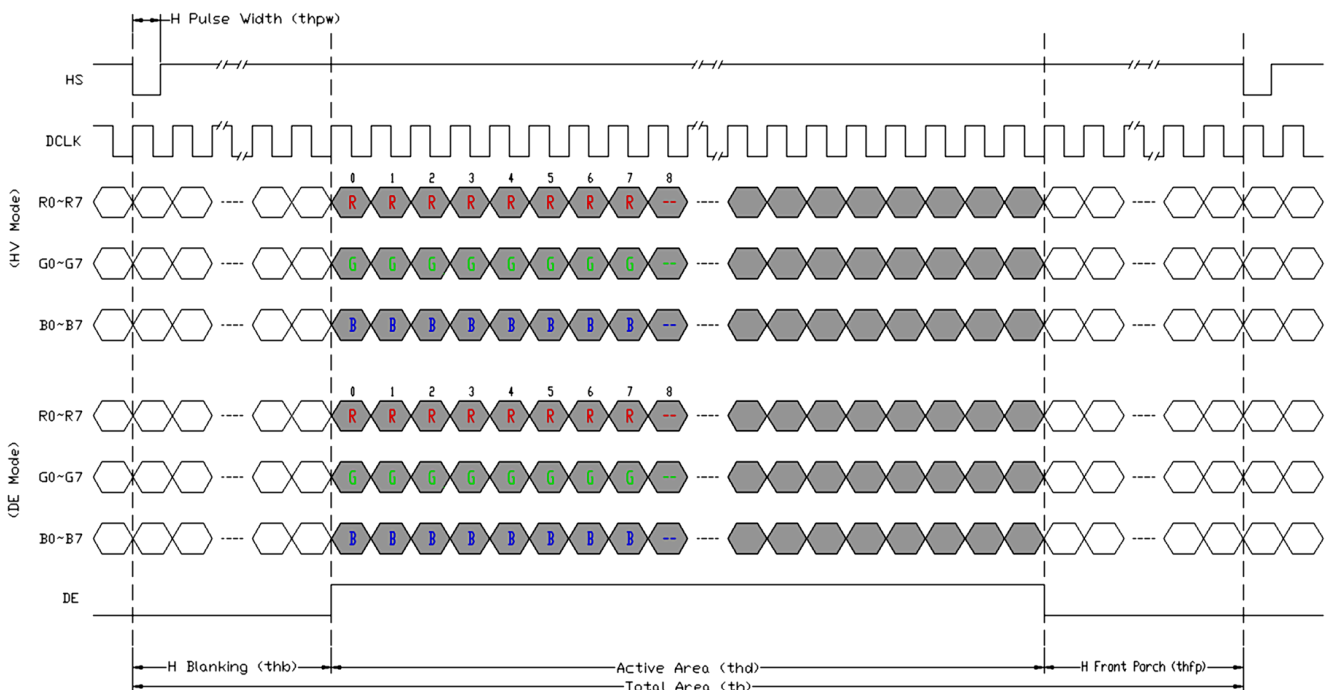 H Pulse Width (thpw)
HS
DCLK
0 1 2 3 4 5 6 7 8
(HV Mode)
R0~R7 R R R R R R R R -- ---- ---- ---- 
G0~G7 G G G G G G G G -- ---- ---- ----
B0~B7 B B B B B B B B -- ---- ---- ----
0 1 2 3 4 5 6 7 8
(DE Mode)
R0~R7 R R R R R R R R -- ---- ---- ----
G0~G7 G G G G G G G G -- ---- ---- ----
B0~B7 B B B B B B B B -- ---- ---- ----
DE
H Blanking (thb) Active Area (thd) H Front Porch (thfp)
Total Area (th)